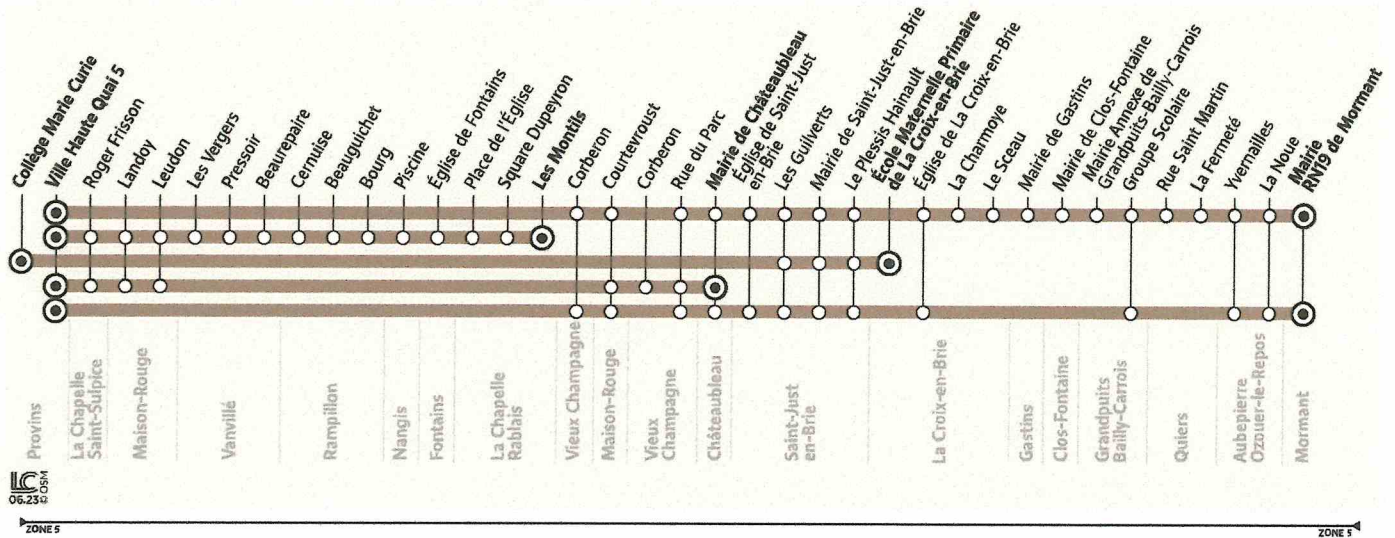 Collège Marie Curie
Ville Haute Quai 5
Roger Frisson
Landoy
Leudon
Les Vergers
Pressoir
Beaurepaire
Cernuise
Beauguichet
Bourg
Piscine
Église de Fontains
Place de l'Église
Square Dupeyron
Les Montils
Corberon
Courtevroust
Corberon
Rue du Parc
Mairie de Châteaubleau
Église de Saint-Just
en-Brie
Les Guilverts
Mairie de Saint-Just-en-Brie
Le Plessis Hainault
École Maternelle Primaire
de La Croix-en-Brie
Église de La Croix-en-Brie
La Charmoye
Le Sceau
Mairie de Gastins
Mairie de Clos-Fontaine
Mairie Annexe de
Grandpuits-Bailly-Carrois
Groupe Scolaire
Rue Saint Martin
La Fermeté
Yvernailles
La Noue
Mairie
RN19 de Mormant
Provins
La Chapelle
Saint-Sulpice
Maison-Rouge
Vanvillé
Rampillon
Nangis
Fontains
La Chapelle
Rablais
Vieux Champagne
Maison-Rouge
Vieux
Champagne
Châteaubleau
Saint-Just
en-Brie
La Croix-en-Brie
Gastins
Clos-Fontaine
Grandpuits
Bailly-Carrois
Quiers
Aubepierre
Ozouer-le-Repos
Mormant
LC
06.23
© OSM
ZONE 5
ZONE 5